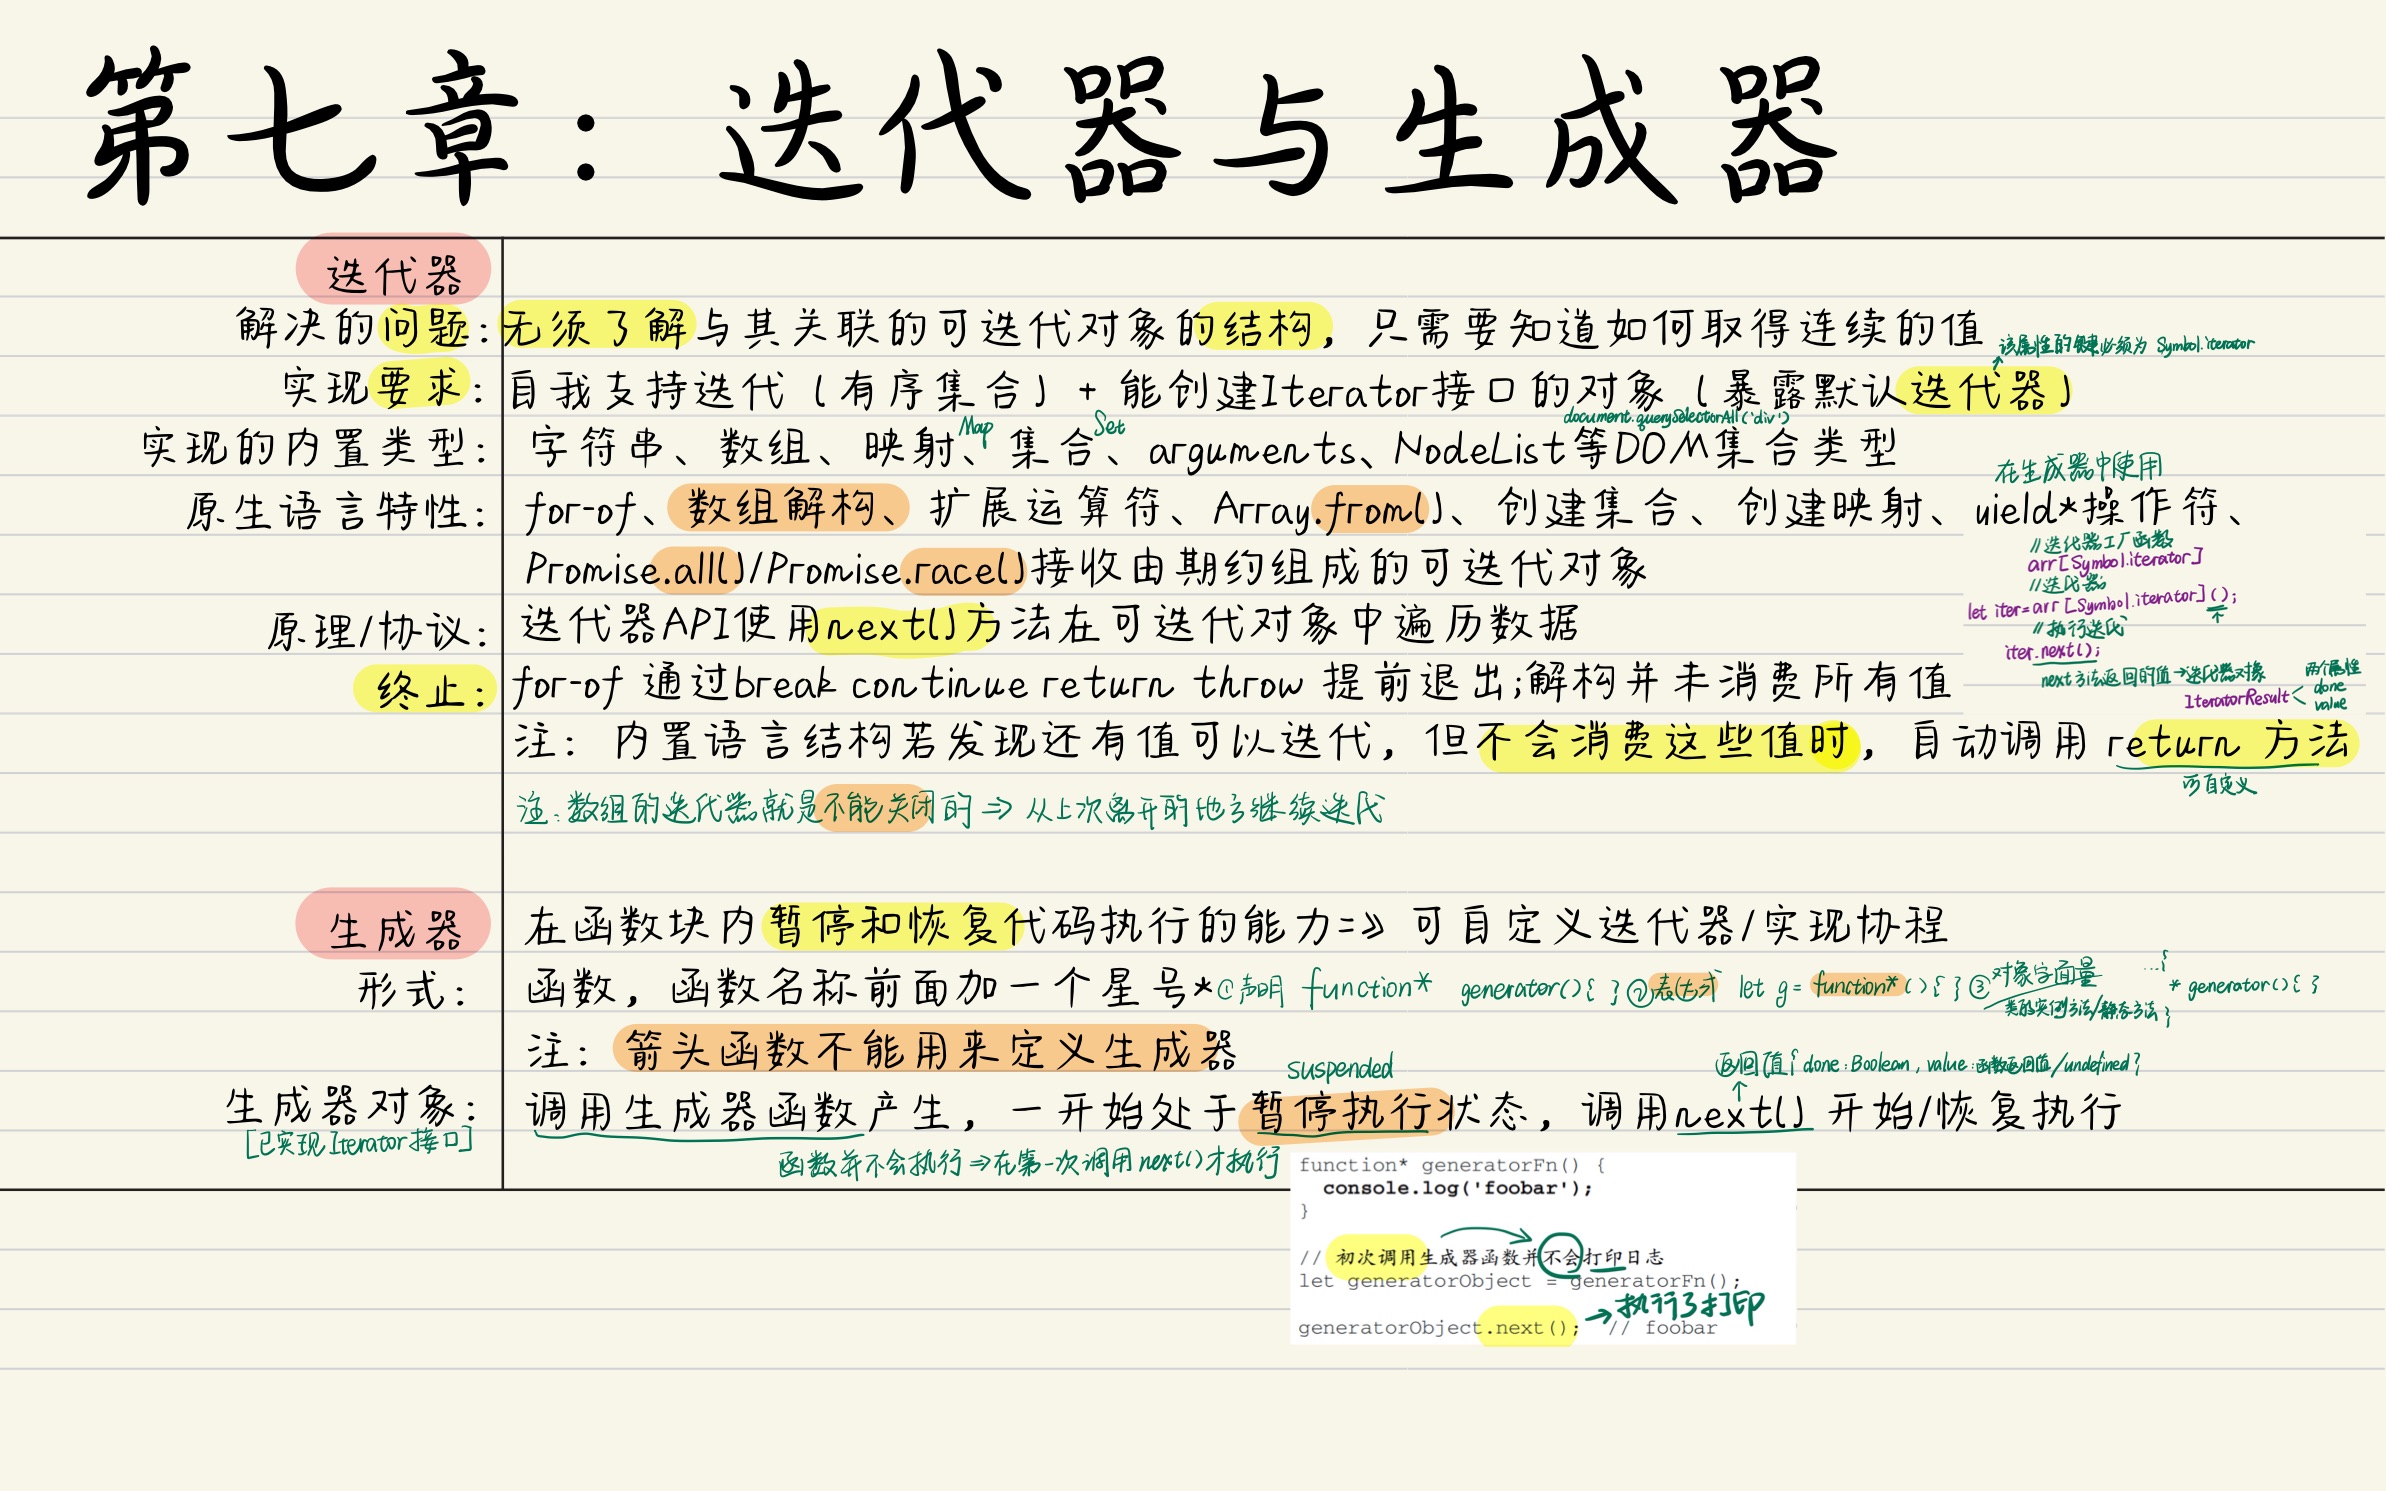 第七章：迭代器与生成器
迭代器
解决的问题：无须了解与其关联的可迭代对象的结构，只需要知道如何取得连续的值
该属性的键必须为 Symbol.iterator
实现要求：自我支持迭代（有序集合）+ 能创建Iterator接口的对象（暴露默认迭代器）
Map Set document.querySelectorAll('div')
实现的内置类型：字符串、数组、映射、集合、arguments、NodeList等DOM集合类型
在生成器中使用
原生语言特性：for-of、数组解构、扩展运算符、Array.from()、创建集合、创建映射、yield*操作符、
Promise.all()/Promise.race()接收由期约组成的可迭代对象
//迭代器工厂函数
arr[Symbol.iterator]
//迭代器
let iter=arr[Symbol.iterator]();
//执行迭代
iter.next();
next方法返回的值→迭代器对象
IteratorResult < 两个属性
done
value
原理/协议：迭代器API使用next()方法在可迭代对象中遍历数据
终止：for-of 通过break continue return throw 提前退出;解构并未消费所有值
注：内置语言结构若发现还有值可以迭代，但不会消费这些值时，自动调用 return 方法
可自定义
注：数组的迭代器就是不能关闭的 ⇒ 从上次离开的地方继续迭代
生成器 在函数块内暂停和恢复代码执行的能力=» 可自定义迭代器/实现协程
形式：函数，函数名称前面加一个星号* ①声明 function* generator(){ } ②表达式 let g = function*(){ } ③对象字面量 ...{
* generator(){ }
类的实例方法/静态方法 }
注：箭头函数不能用来定义生成器
suspended
返回值{ done:Boolean, value:函数返回值/undefined}
生成器对象：调用生成器函数产生，一开始处于暂停执行状态，调用next() 开始/恢复执行
[已实现Iterator接口]
函数并不会执行⇒在第一次调用next()才执行
function* generatorFn() {
console.log('foobar');
}
// 初次调用生成器函数并不会打印日志
let generatorObject = generatorFn();
→执行了打印
generatorObject.next(); // foobar